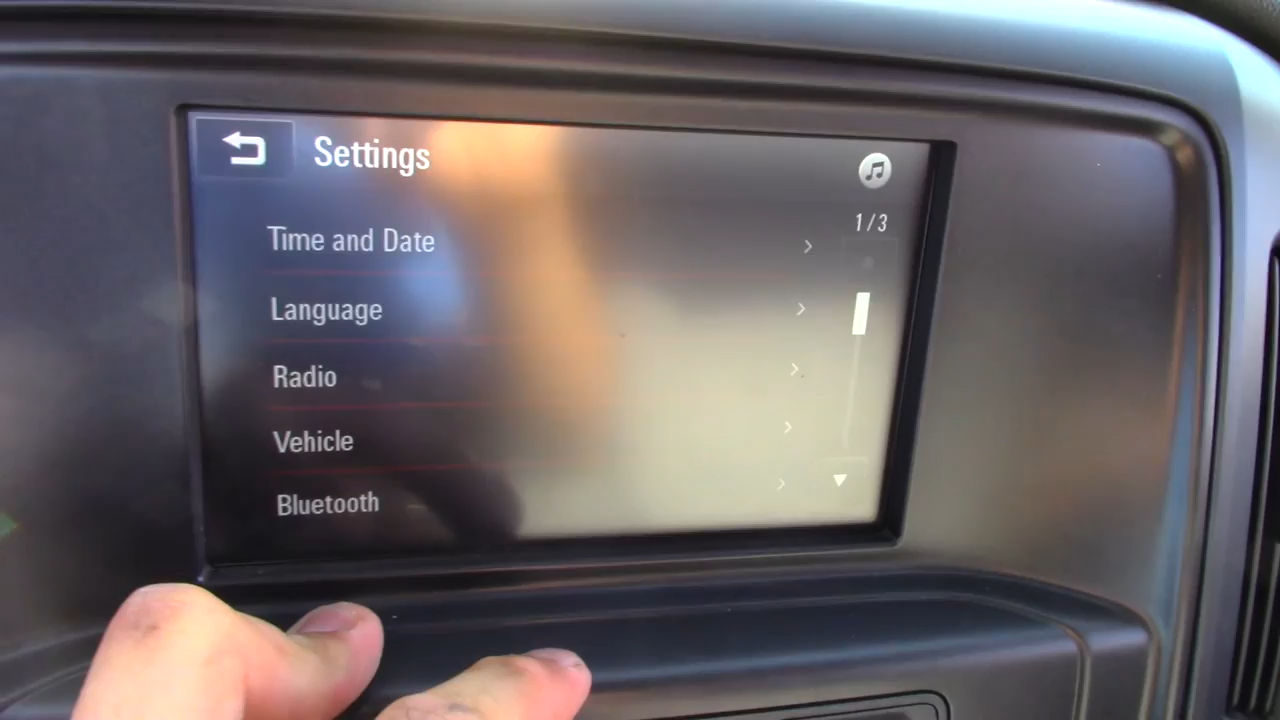 Settings
1/3
Time and Date
Language
Radio
Vehicle
Bluetooth